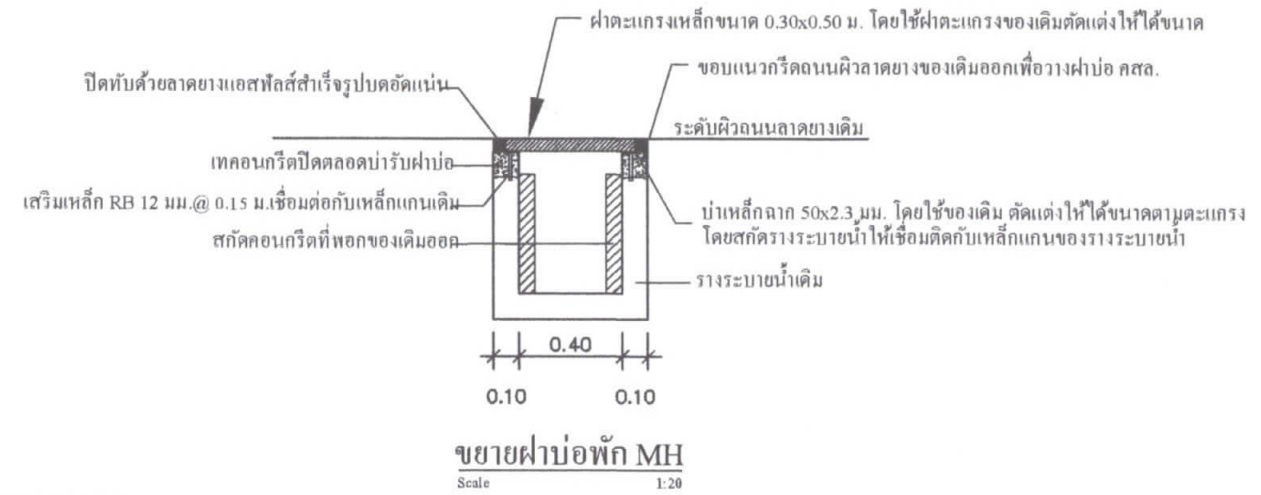 ฝาตะแกรงเหล็กขนาด 0.30x0.50 ม. โดยใช้ฝาตะแกรงของเดิมตัดแต่งให้ได้ขนาด
ขอบแนวกรีดถนนผิวลาดยางของเดิมออกเพื่อวางฝาบ่อ คสล.
ปิดทับด้วยลาดยางแอสฟัลส์สำเร็จรูปบดอัดแน่น
ระดับผิวถนนลาดยางเดิม
เทคอนกรีตปิดตลอดบ่ารับฝาบ่อ
เสริมเหล็ก RB 12 มม.@ 0.15 ม.เชื่อมต่อกับเหล็กแกนเดิม
บ่าเหล็กฉาก 50x2.3 มม. โดยใช้ของเดิม ตัดแต่งให้ได้ขนาดตามตะแกรง
โดยสกัดรางระบายน้ำให้เชื่อมติดกับเหล็กแกนของรางระบายน้ำ
สกัดคอนกรีตที่พอกของเดิมออก
รางระบายน้ำเดิม
0.40
0.10 0.10
ขยายฝาบ่อพัก MH
Scale 1:20